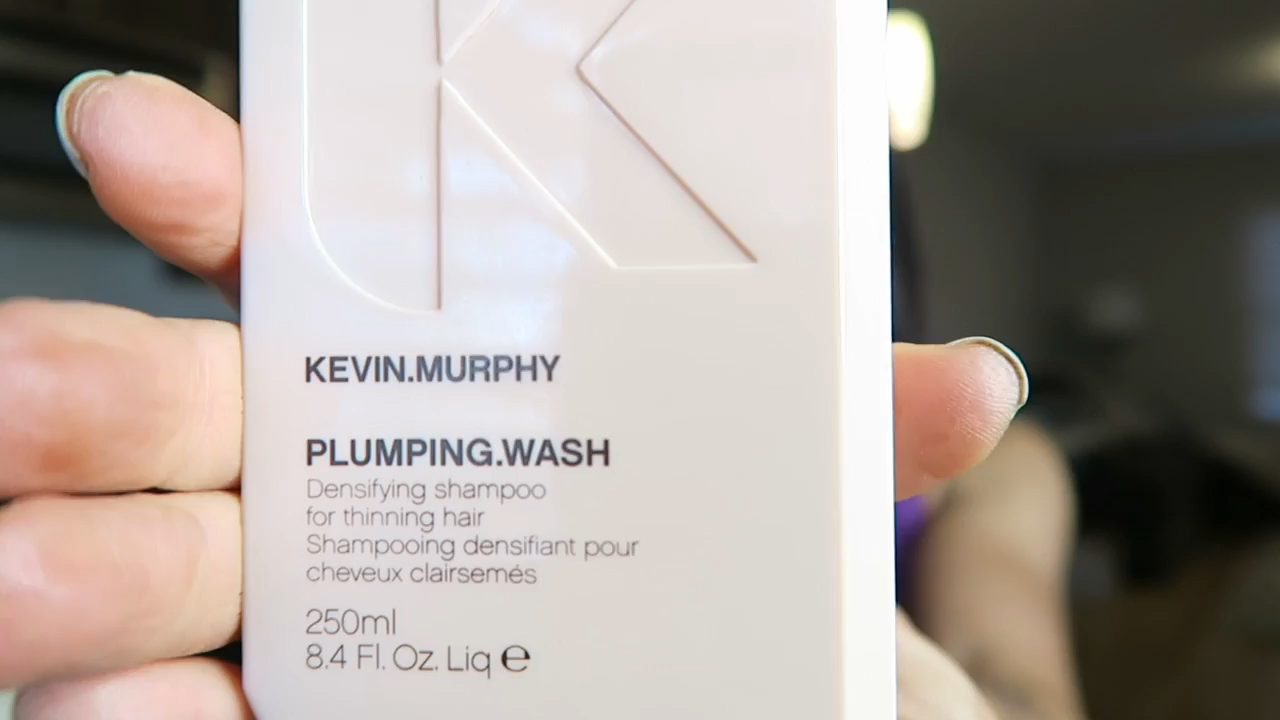 KEVIN.MURPHY
PLUMPING.WASH
Densifying shampoo
for thinning hair
Shampooing densifiant pour
cheveux clairsemés
250ml
8.4 Fl. Oz. Liq ℮